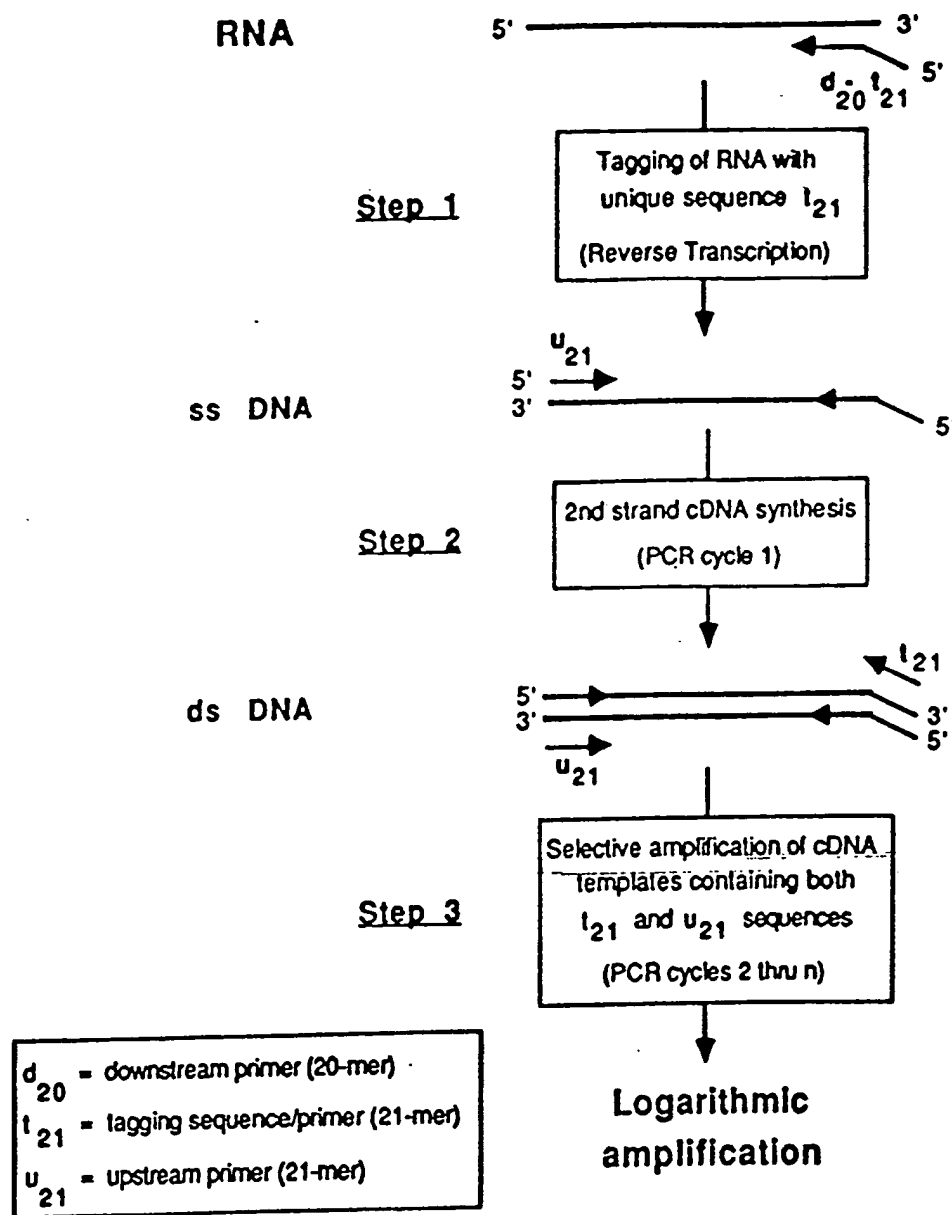 RNA
5'
3'
5'
d20- t21
Step 1
Tagging of RNA with
unique sequence t21
(Reverse Transcription)
u21
5'
3'
ss DNA
5
Step 2
2nd strand cDNA synthesis
(PCR cycle 1)
t21
ds DNA
5'
3'
3'
5'
u21
Step 3
Selective amplification of cDNA
templates containing both
t21 and u21 sequences
(PCR cycles 2 thru n)
d20 = downstream primer (20-mer)
t21 = tagging sequence/primer (21-mer)
u21 = upstream primer (21-mer)
Logarithmic
amplification